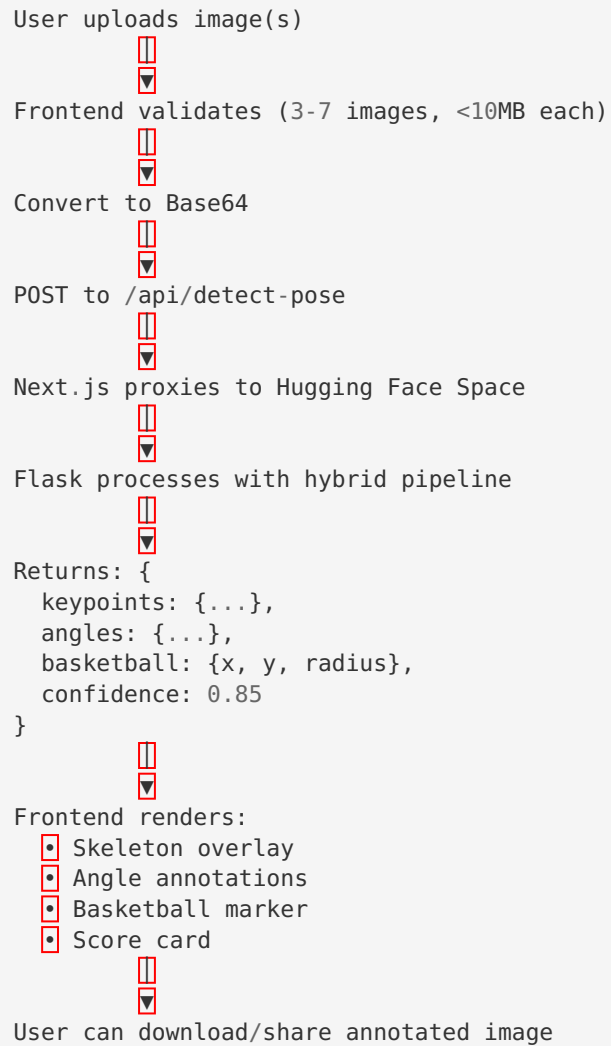 User uploads image(s)
│
▼
Frontend validates (3-7 images, <10MB each)
│
▼
Convert to Base64
│
▼
POST to /api/detect-pose
│
▼
Next.js proxies to Hugging Face Space
│
▼
Flask processes with hybrid pipeline
│
▼
Returns: {
  keypoints: {...},
  angles: {...},
  basketball: {x, y, radius},
  confidence: 0.85
}
│
▼
Frontend renders:
  • Skeleton overlay
  • Angle annotations
  • Basketball marker
  • Score card
│
▼
User can download/share annotated image